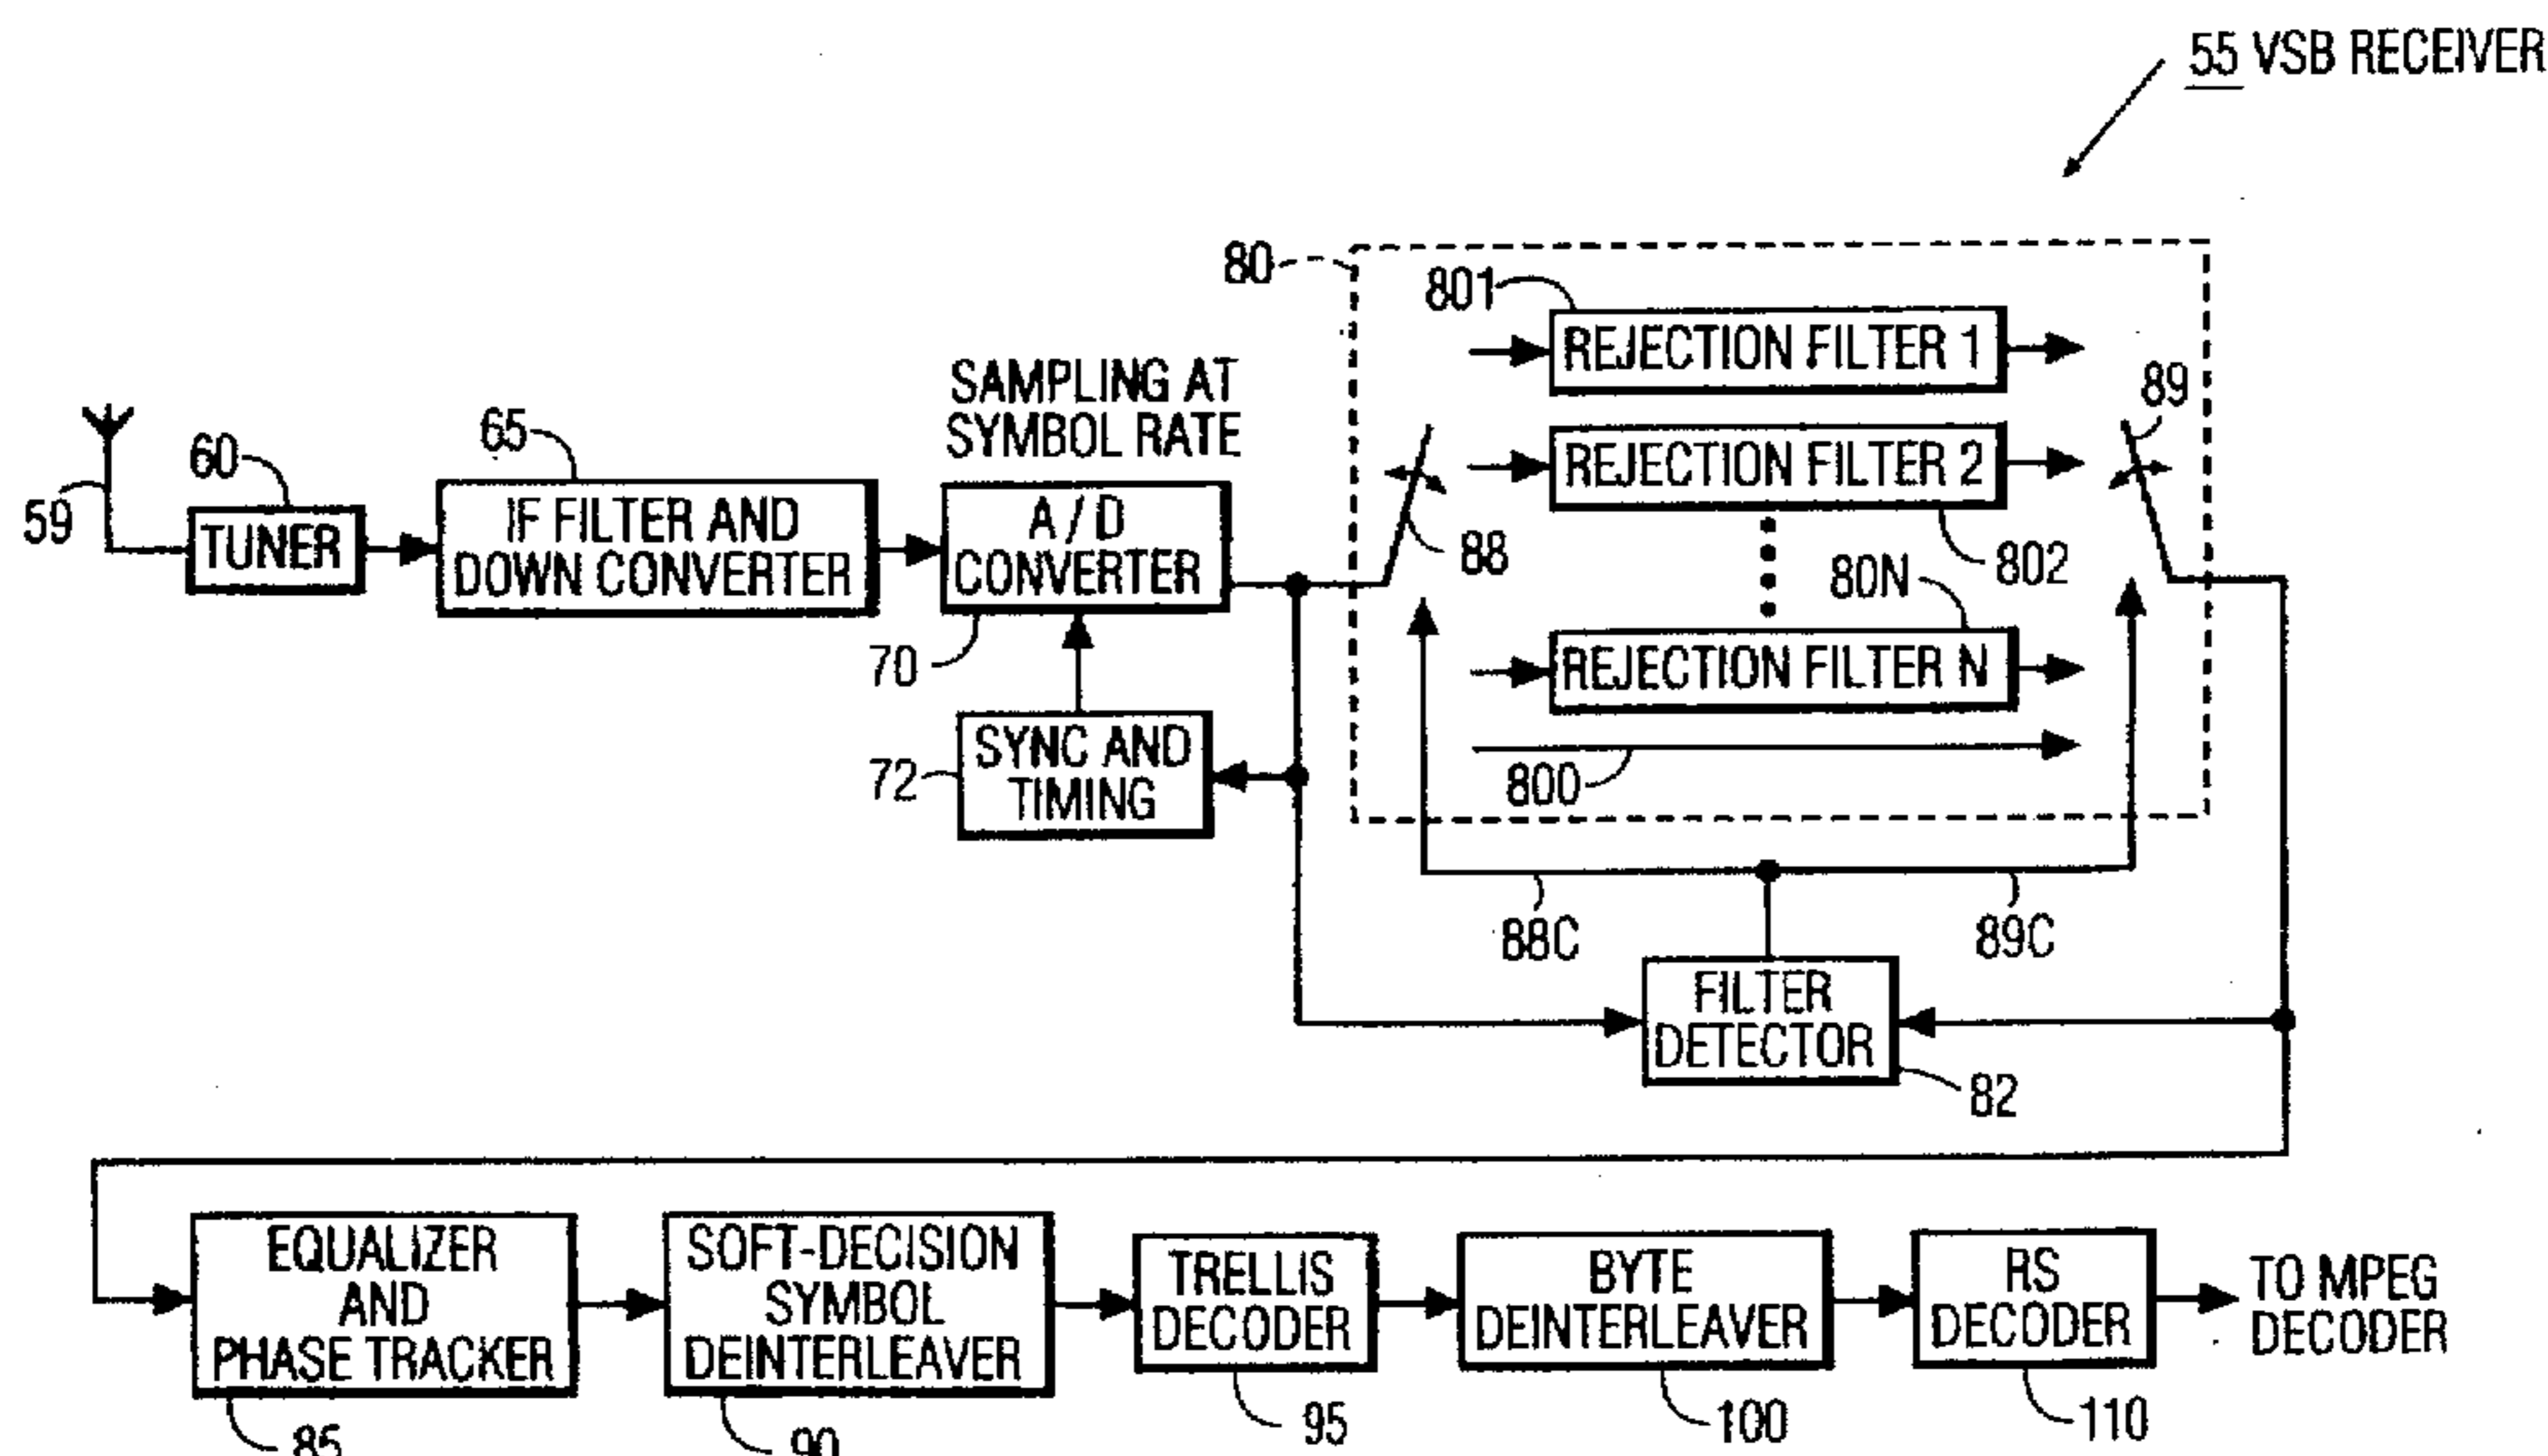 55 VSB RECEIVER
80
801
REJECTION FILTER 1
SAMPLING AT
SYMBOL RATE
89
65
60
REJECTION FILTER 2
59
TUNER
IF FILTER AND
DOWN CONVERTER
A / D
CONVERTER
88
802
80N
70
REJECTION FILTER N
72
SYNC AND
TIMING
800
88C
89C
FILTER
DETECTOR
82
EQUALIZER
AND
PHASE TRACKER
SOFT-DECISION
SYMBOL
DEINTERLEAVER
TRELLIS
DECODER
BYTE
DEINTERLEAVER
RS
DECODER
TO MPEG
DECODER
85
90
95
100
110